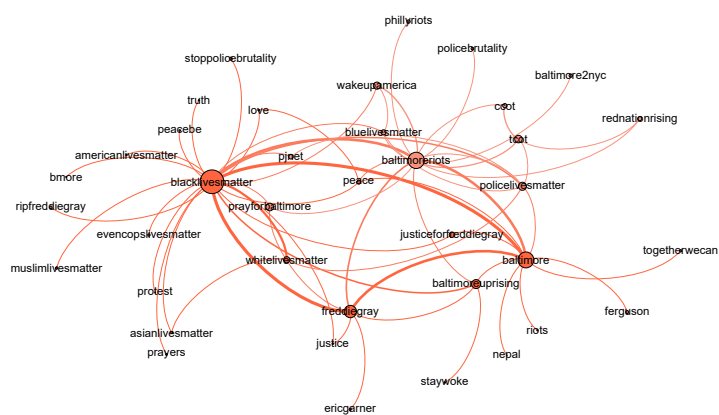 phillyriots
policebrutality
stoppolicebrutality
baltimore2nyc
wakeupamerica
truth
love
ccot
rednationrising
peacebe
bluelivesmatter
tcot
americanlivesmatter
pjnet
baltimoreriots
bmore
blacklivesmatter
peace
policelivesmatter
ripfreddiegray
prayforbaltimore
evencopslivesmatter
justiceforfreddiegray
togetherwecan
muslimlivesmatter
whitelivesmatter
baltimore
protest
baltimoreuprising
asianlivesmatter
freddiegray
ferguson
riots
prayers
justice
nepal
staywoke
ericgarner